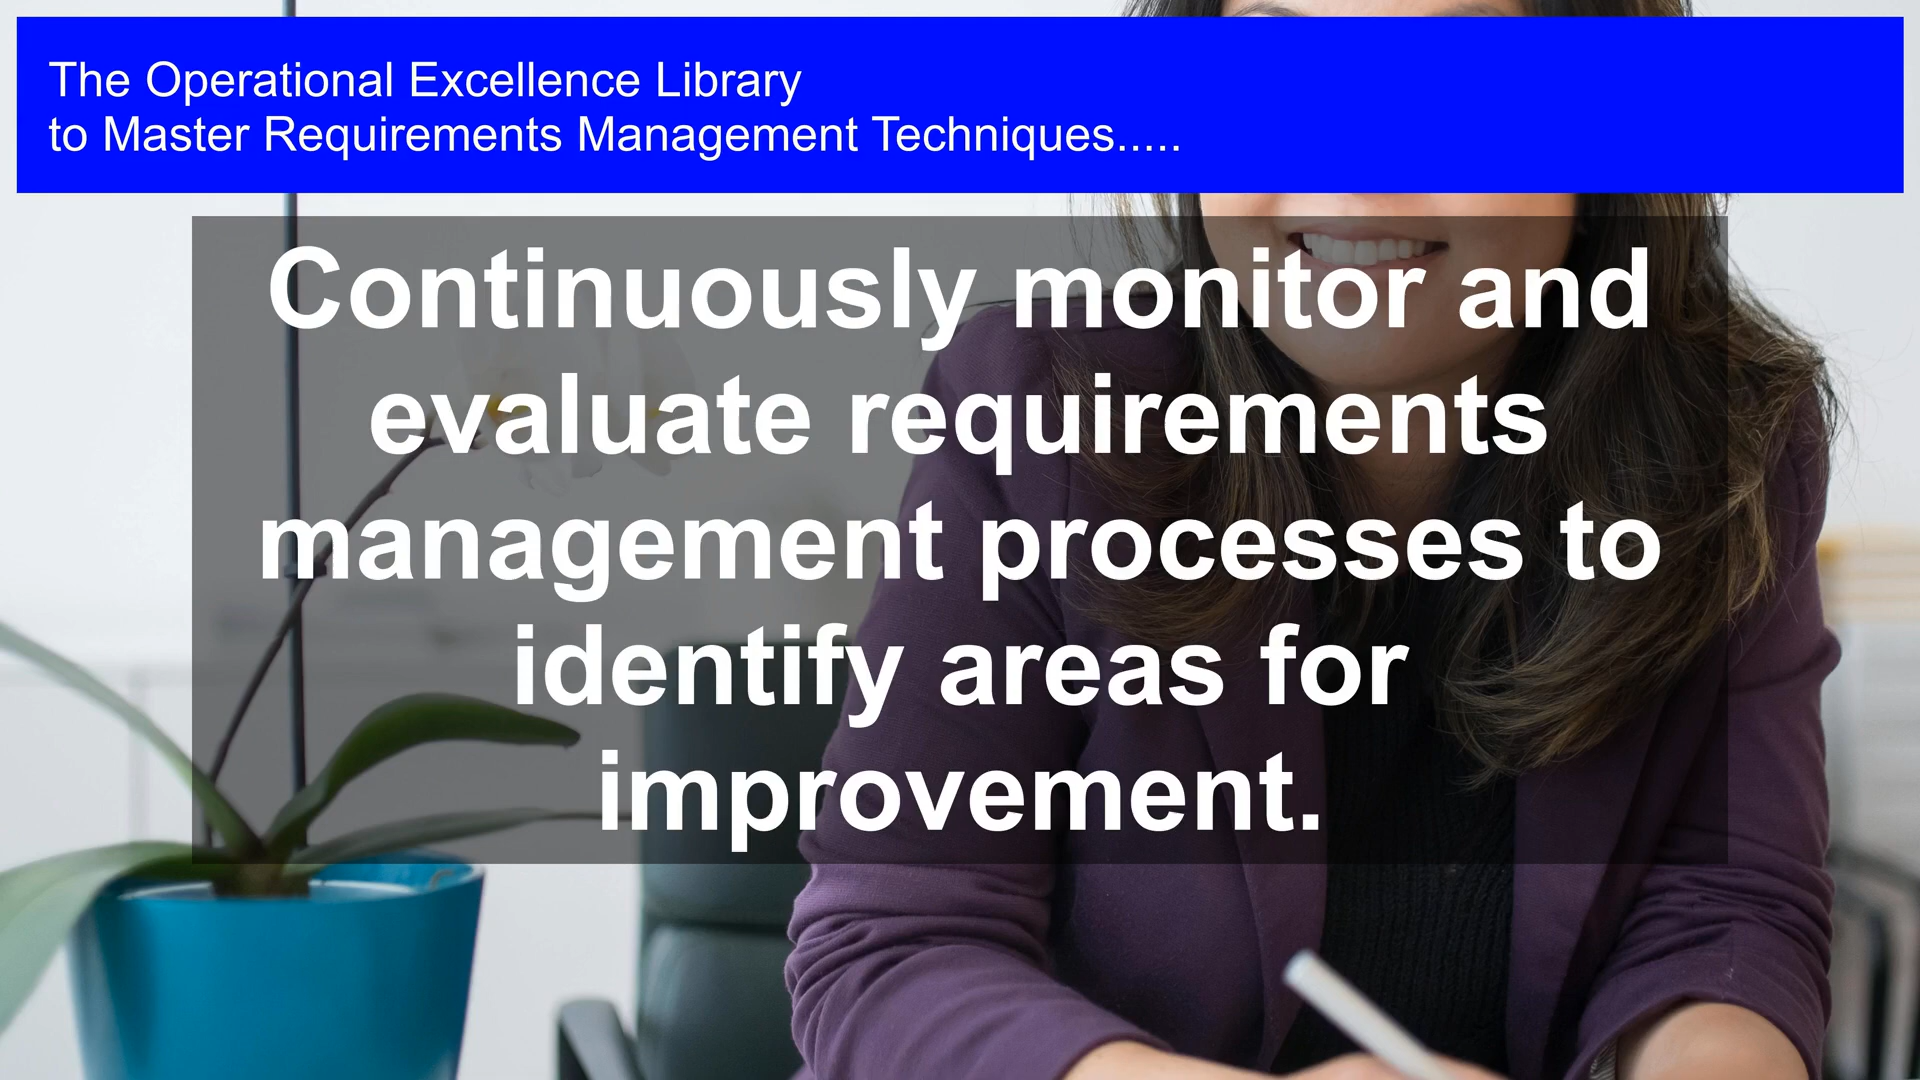 The Operational Excellence Library
to Master Requirements Management Techniques.....
Continuously monitor and
evaluate requirements
management processes to
identify areas for
improvement.